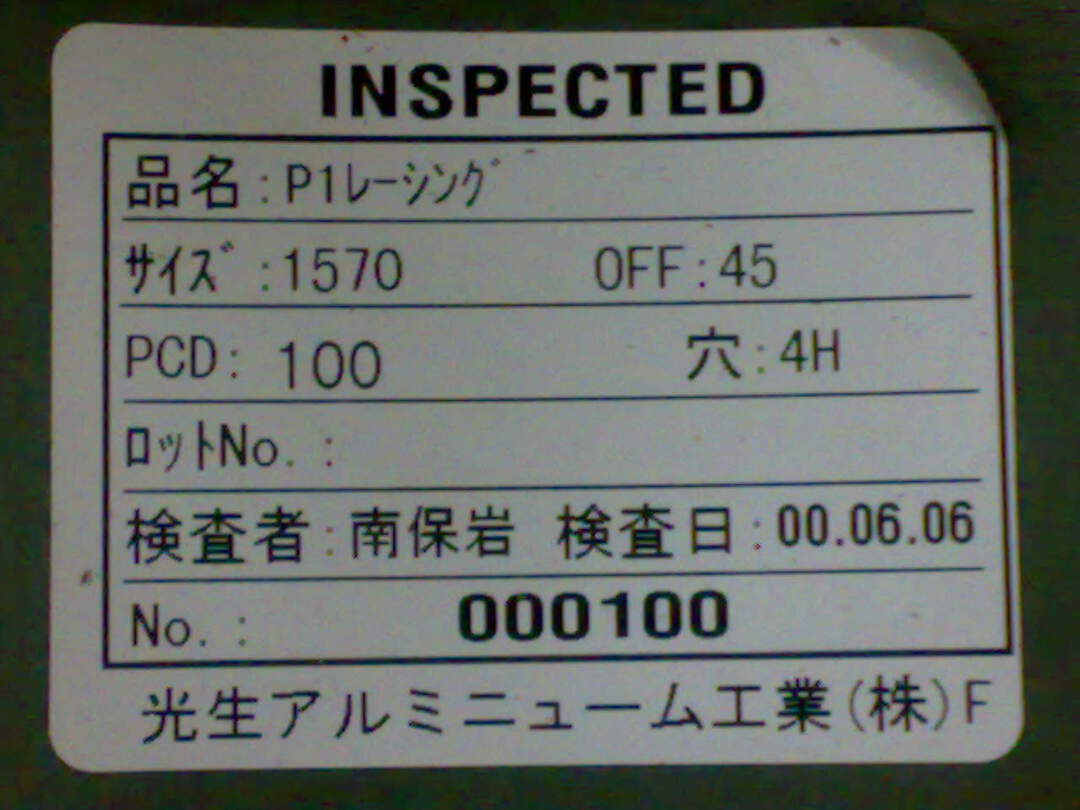 INSPECTED
品名:P1レーシング
サイズ:1570 OFF:45
PCD: 100 穴:4H
ロットNo. :
検査者:南保岩 検査日:00.06.06
No. : 000100
光生アルミニューム工業(株)F